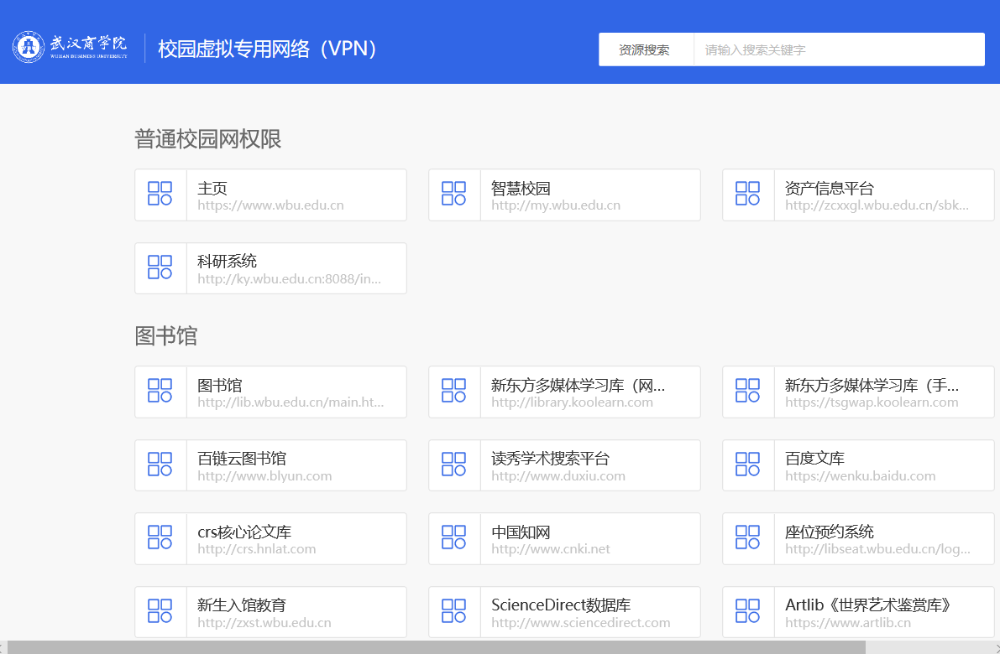 武汉商学院
WUHAN BUSINESS UNIVERSITY
校园虚拟专用网络（VPN）
资源搜索
请输入搜索关键字
普通校园网权限
主页
https://www.wbu.edu.cn
智慧校园
http://my.wbu.edu.cn
资产信息平台
http://zcxxgl.wbu.edu.cn/sbk...
科研系统
http://ky.wbu.edu.cn:8088/in...
图书馆
图书馆
http://lib.wbu.edu.cn/main.ht...
新东方多媒体学习库（网...
http://library.koolearn.com
新东方多媒体学习库（手...
https://tsgwap.koolearn.com
百链云图书馆
http://www.blyun.com
读秀学术搜索平台
http://www.duxiu.com
百度文库
https://wenku.baidu.com
crs核心论文库
http://crs.hnlat.com
中国知网
http://www.cnki.net
座位预约系统
http://libseat.wbu.edu.cn/log...
新生入馆教育
http://zxst.wbu.edu.cn
ScienceDirect数据库
http://www.sciencedirect.com
Artlib《世界艺术鉴赏库》
https://www.artlib.cn